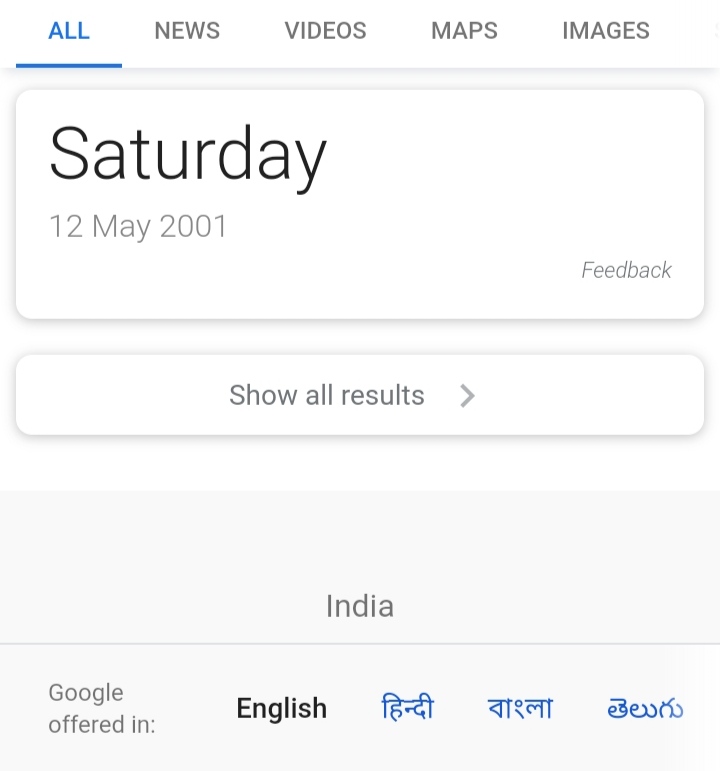 ALL NEWS VIDEOS MAPS IMAGES
Saturday
12 May 2001
Feedback
Show all results
India
Google
offered in:
English हिन्दी বাংলা తెలుగు